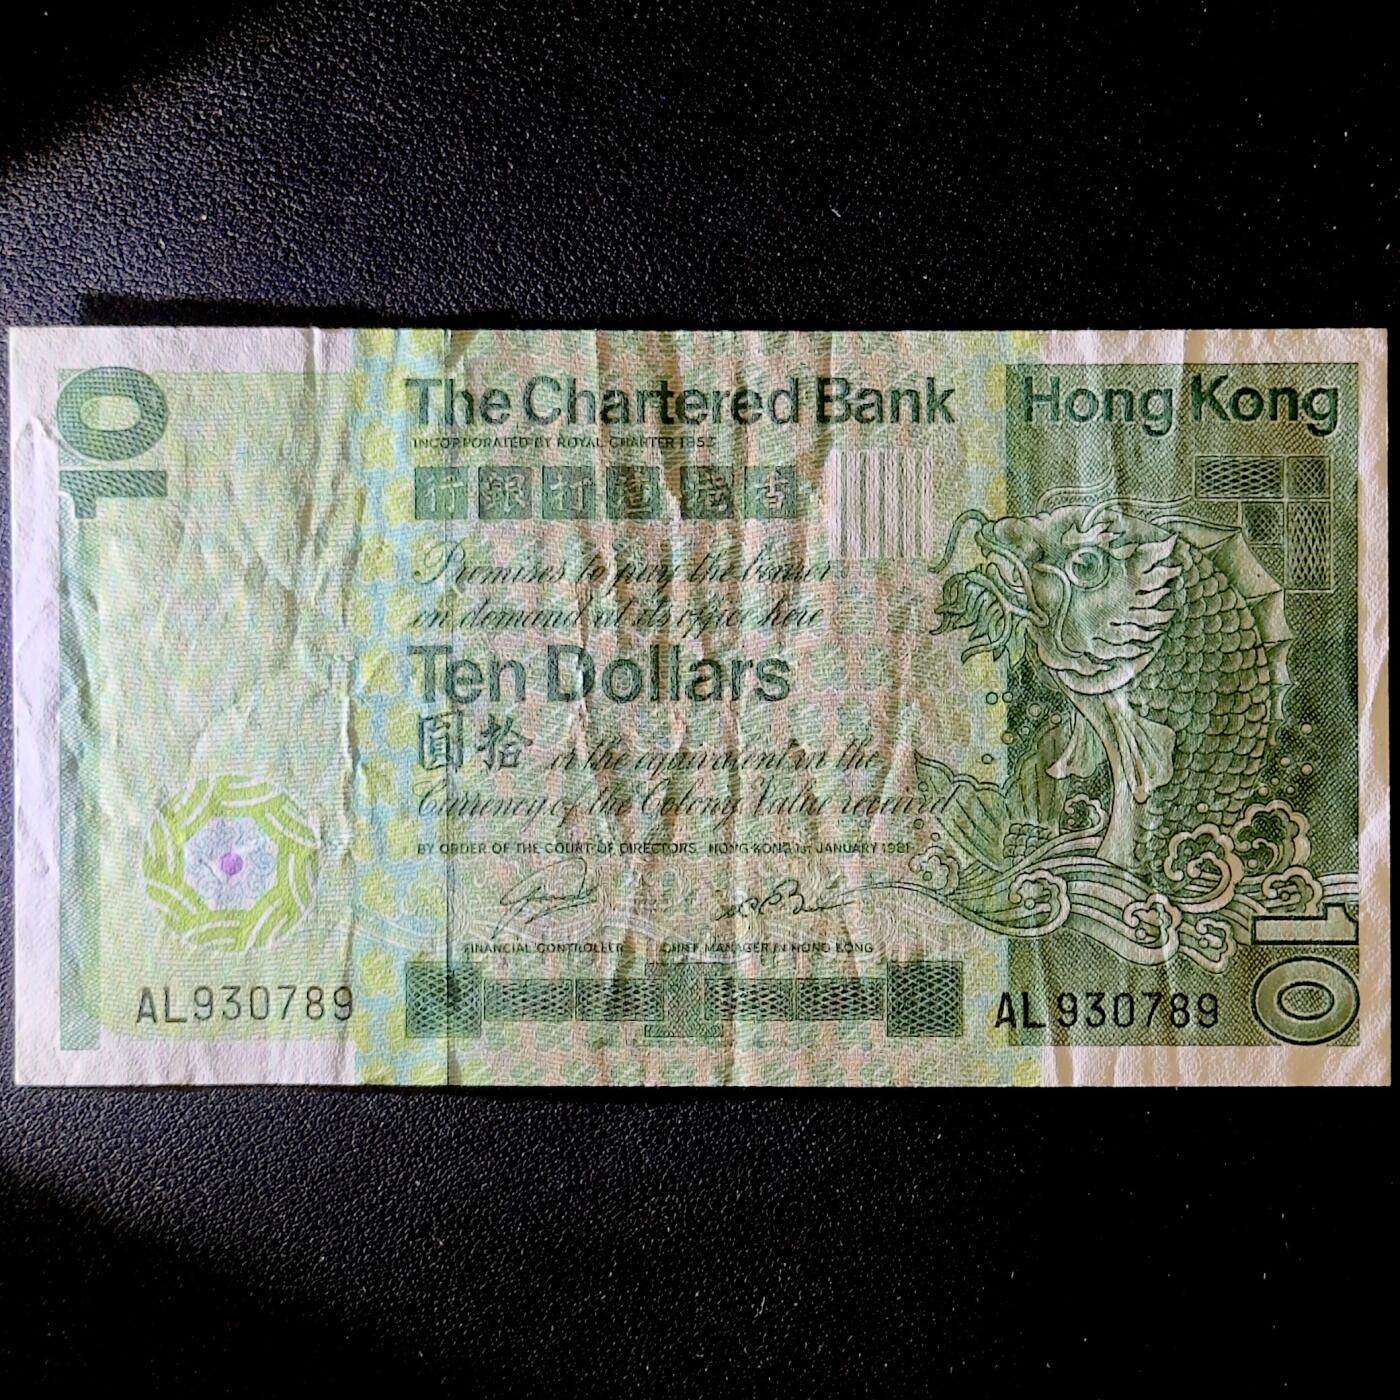 10
The Chartered Bank
Hong Kong
INCORPORATED BY ROYAL CHARTER 1853
行銀打渣港香
Promises to pay the bearer
on demand at its office here
Ten Dollars
圓拾 or the equivalent in the
Currency of the Colony Value received
BY ORDER OF THE COURT OF DIRECTORS HONG KONG 1ST JANUARY 1981
FINANCIAL CONTROLLER CHIEF MANAGER IN HONG KONG
AL930789
AL930789
10